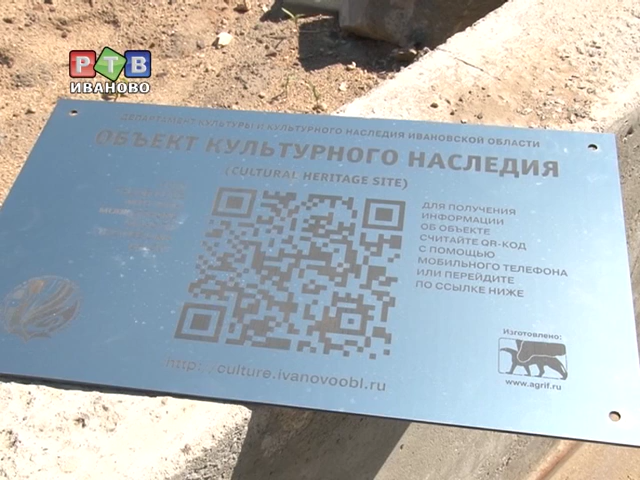 РТВ
ИВАНОВО
ДЕПАРТАМЕНТ КУЛЬТУРЫ И КУЛЬТУРНОГО НАСЛЕДИЯ ИВАНОВСКОЙ ОБЛАСТИ
ОБЪЕКТ КУЛЬТУРНОГО НАСЛЕДИЯ
(CULTURAL HERITAGE SITE)
ДЛЯ ПОЛУЧЕНИЯ
ИНФОРМАЦИИ
ОБ ОБЪЕКТЕ
СЧИТАЙТЕ QR-КОД
С ПОМОЩЬЮ
МОБИЛЬНОГО ТЕЛЕФОНА
ИЛИ ПЕРЕЙДИТЕ
ПО ССЫЛКЕ НИЖЕ
http://culture.ivanovoobl.ru
Изготовлено:
www.agrif.ru